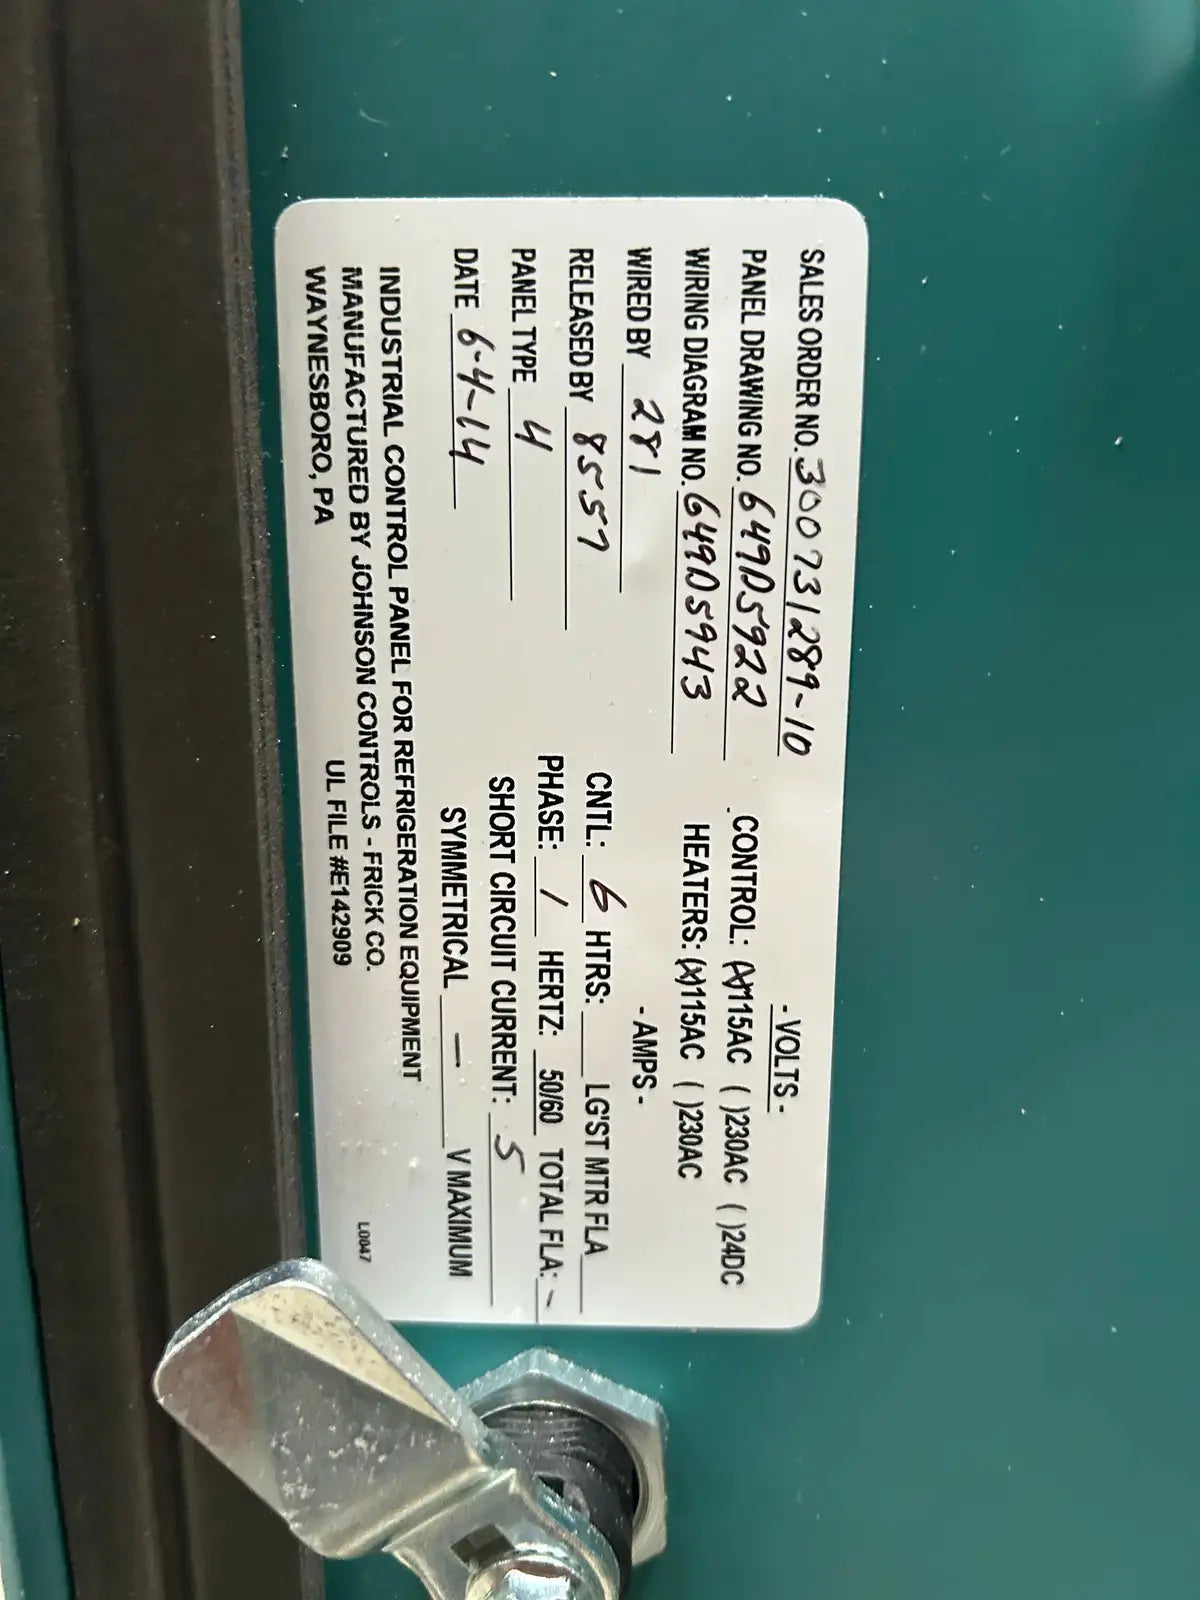 SALES ORDER NO. 300731289-10
PANEL DRAWING NO. 649D5922
WIRING DIAGRAM NO. 649D5943
WIRED BY 281
RELEASED BY 8557
PANEL TYPE 4
DATE 6-4-14
- VOLTS -
CONTROL: (X)115AC ( )230AC ( )24DC
HEATERS: (X)115AC ( )230AC
- AMPS -
CNTL: 6 HTRS: ___ LG'ST MTR FLA ___
PHASE: 1 HERTZ: 50/60 TOTAL FLA: -
SHORT CIRCUIT CURRENT: 5
SYMMETRICAL — V MAXIMUM
INDUSTRIAL CONTROL PANEL FOR REFRIGERATION EQUIPMENT
MANUFACTURED BY JOHNSON CONTROLS - FRICK CO.
WAYNESBORO, PA UL FILE #E142909
L0047